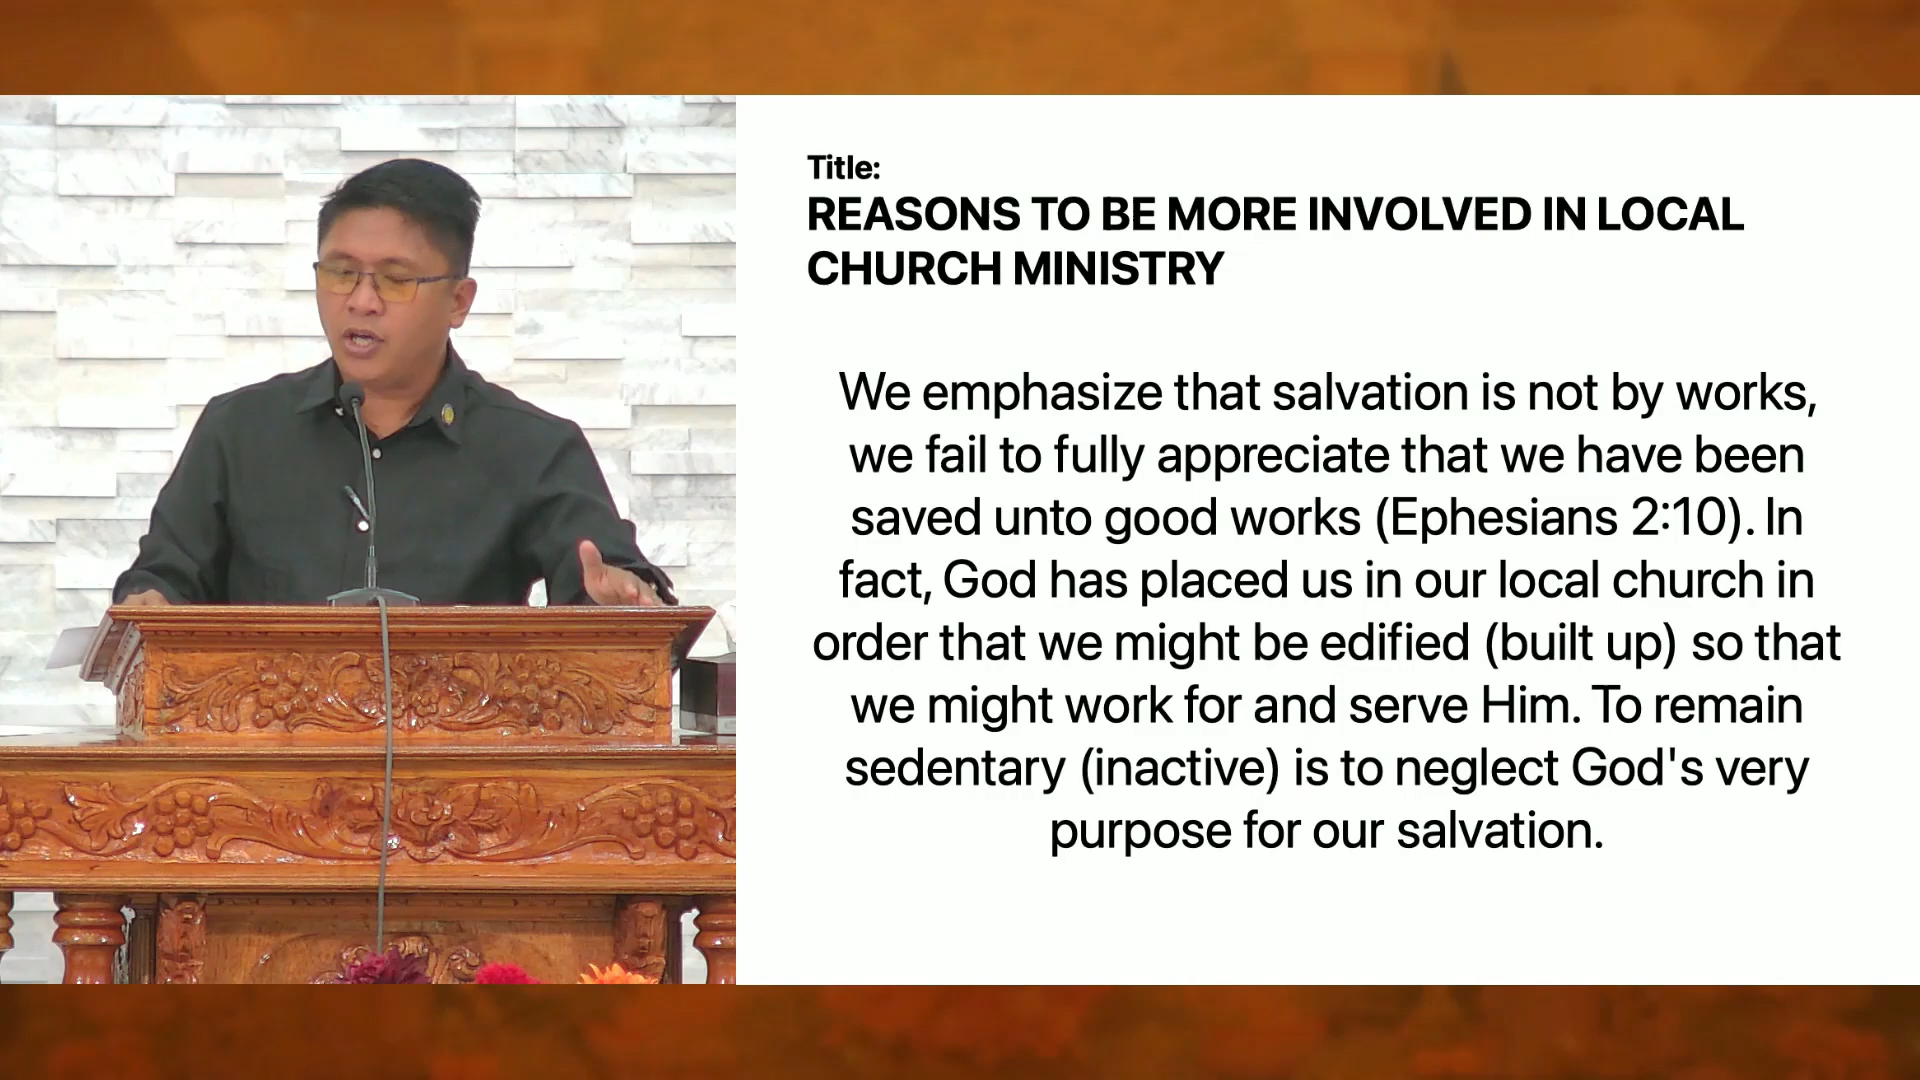 Title:
REASONS TO BE MORE INVOLVED IN LOCAL
CHURCH MINISTRY
We emphasize that salvation is not by works,
we fail to fully appreciate that we have been
saved unto good works (Ephesians 2:10). In
fact, God has placed us in our local church in
order that we might be edified (built up) so that
we might work for and serve Him. To remain
sedentary (inactive) is to neglect God's very
purpose for our salvation.